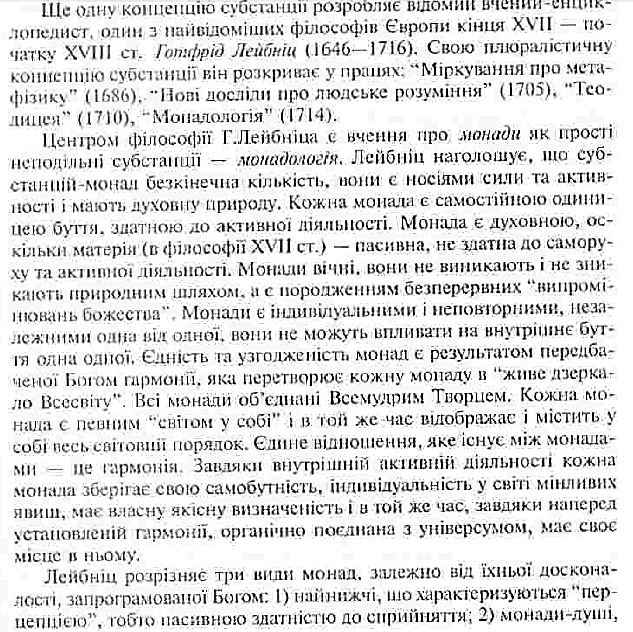 Ще одну концепцію субстанції розробляє відомий вчений-енцик-
лопедист, один з найвідоміших філософів Європи кінця XVII — по-
чатку XVIII ст. Готфрід Лейбніц (1646—1716). Свою плюралістичну
концепцію субстанції він розкриває у працях: “Міркування про мета-
фізику” (1686), “Нові досліди про людське розуміння” (1705), “Тео-
дицея” (1710), “Монадологія” (1714).
Центром філософії Г.Лейбніца є вчення про монади як прості
неподільні субстанції — монадологія. Лейбніц наголошує, що суб-
станцій-монад безкінечна кількість, вони є носіями сили та актив-
ності і мають духовну природу. Кожна монада є самостійною одини-
цею буття, здатною до активної діяльності. Монада є духовною, ос-
кільки матерія (в філософії XVII ст.) — пасивна, не здатна до самору-
ху та активної діяльності. Монади вічні, вони не виникають і не зни-
кають природним шляхом, а є породженням безперервних “випромі-
нювань божества”. Монади є індивідуальними і неповторними, неза-
лежними одна від одної, вони не можуть впливати на внутрішнє бут-
тя одна одної. Єдність та узгодженість монад є результатом передба-
ченої Богом гармонії, яка перетворює кожну монаду в “живе дзерка-
ло Всесвіту”. Всі монади об’єднані Всемудрим Творцем. Кожна мо-
нада є певним “світом у собі” і в той же час відображає і містить у
собі весь світовий порядок. Єдине відношення, яке існує між монада-
ми — це гармонія. Завдяки внутрішній активній діяльності кожна
монада зберігає свою самобутність, індивідуальність у світі мінливих
явищ, має власну якісну визначеність і в той же час, завдяки наперед
установленій гармонії, органічно поєднана з універсумом, має своє
місце в ньому.
Лейбніц розрізняє три види монад, залежно від їхньої доскона-
лості, запрограмованої Богом: 1) найнижчі, що характеризуються “пер-
цепцією”, тобто пасивною здатністю до сприйняття; 2) монади-душі,